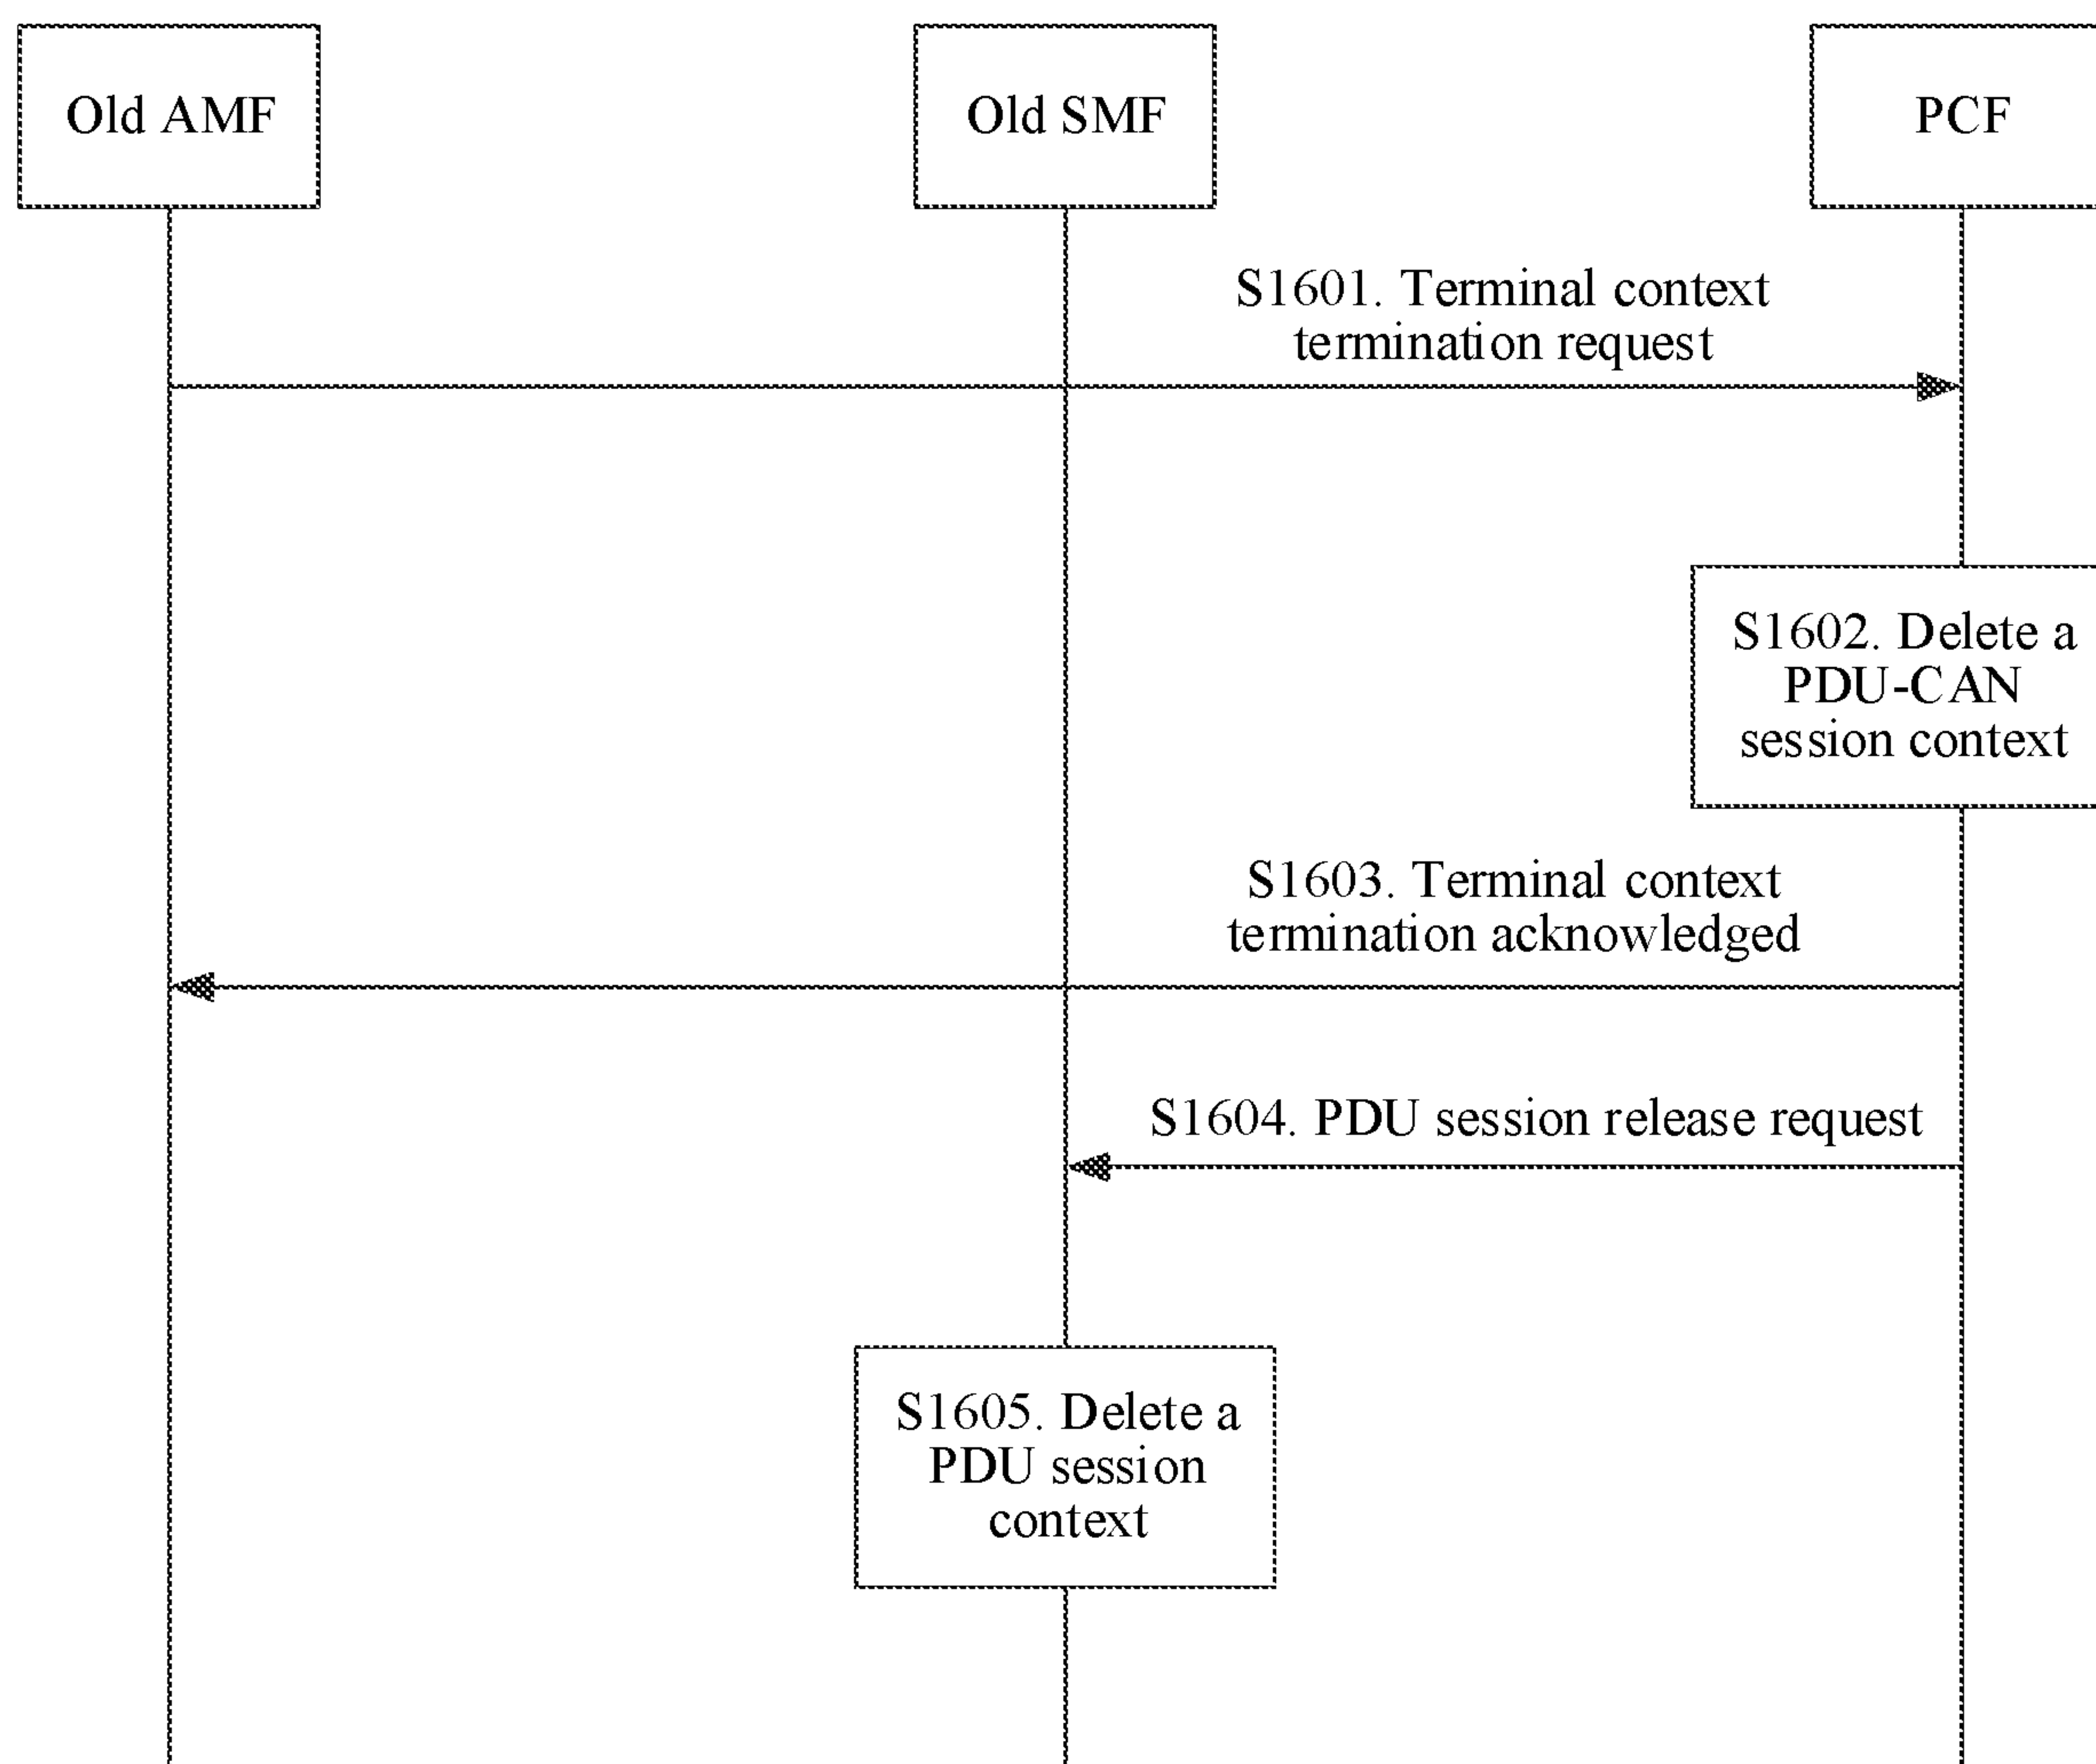 Old AMF
Old SMF
PCF
S1601. Terminal context
termination request
S1602. Delete a
PDU-CAN
session context
S1603. Terminal context
termination acknowledged
S1604. PDU session release request
S1605. Delete a
PDU session
context